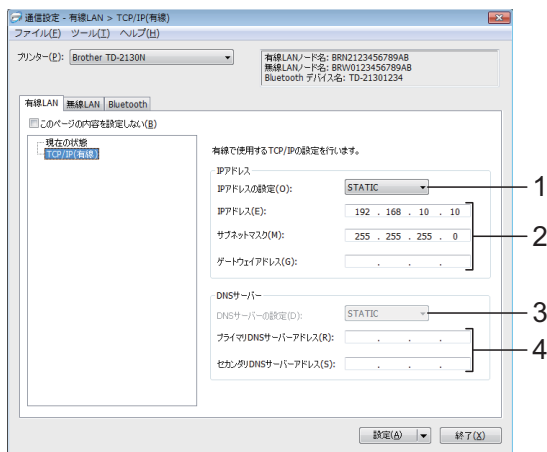 通信設定 - 有線LAN > TCP/IP(有線)
ファイル(F) ツール(T) ヘルプ(H)
プリンター(P): Brother TD-2130N
有線LANノード名: BRN2123456789AB
無線LANノード名: BRW0123456789AB
Bluetooth デバイス名: TD-21301234
有線LAN 無線LAN Bluetooth
このページの内容を設定しない(B)
現在の状態
TCP/IP(有線)
有線で使用するTCP/IPの設定を行います。
IPアドレス
IPアドレスの設定(O): STATIC 1
IPアドレス(E): 192 . 168 . 10 . 10
サブネットマスク(M): 255 . 255 . 255 . 0 2
ゲートウェイアドレス(G): . . .
DNSサーバー
DNSサーバーの設定(D): STATIC 3
プライマリDNSサーバーアドレス(R): . . .
4
セカンダリDNSサーバーアドレス(S): . . .
設定(A) 終了(X)